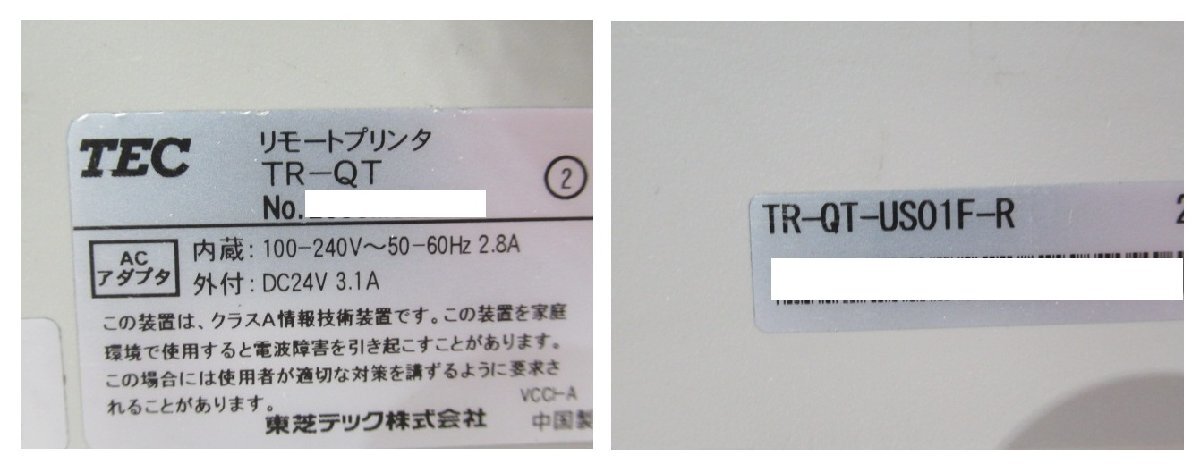 TEC
リモートプリンタ
TR-QT
②
No.
AC
アダプタ
内蔵: 100-240V～50-60Hz 2.8A
外付: DC24V 3.1A
この装置は、クラスA情報技術装置です。この装置を家庭
環境で使用すると電波障害を引き起こすことがあります。
この場合には使用者が適切な対策を講ずるように要求さ
れることがあります。
VCCI-A
東芝テック株式会社
中国製
TR-QT-US01F-R
2